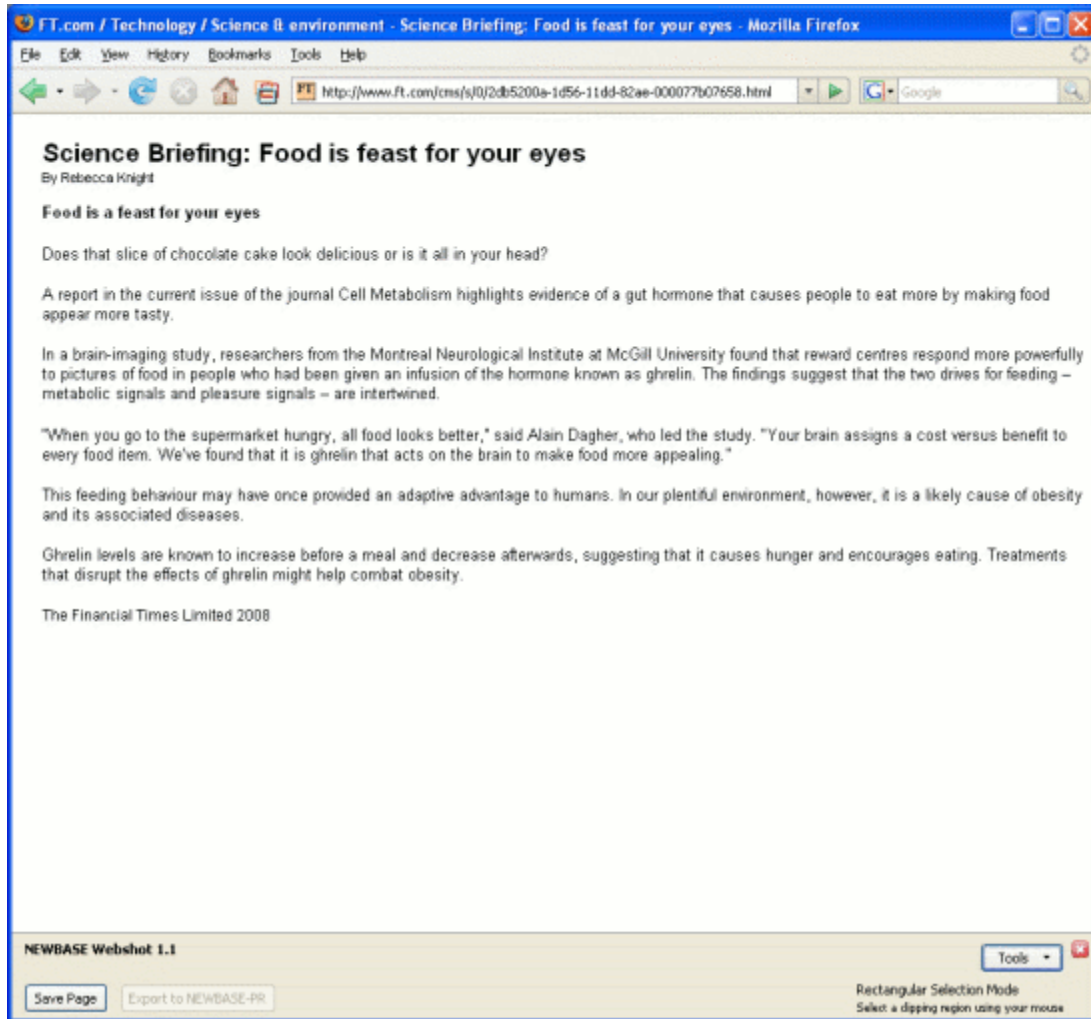 FT.com / Technology / Science & environment - Science Briefing: Food is feast for your eyes - Mozilla Firefox
File Edit View History Bookmarks Tools Help
http://www.ft.com/cms/s/0/2db5200a-1d56-11dd-82ae-000077b07658.html Google
Science Briefing: Food is feast for your eyes
By Rebecca Knight
Food is a feast for your eyes
Does that slice of chocolate cake look delicious or is it all in your head?
A report in the current issue of the journal Cell Metabolism highlights evidence of a gut hormone that causes people to eat more by making food
appear more tasty.
In a brain-imaging study, researchers from the Montreal Neurological Institute at McGill University found that reward centres respond more powerfully
to pictures of food in people who had been given an infusion of the hormone known as ghrelin. The findings suggest that the two drives for feeding –
metabolic signals and pleasure signals – are intertwined.
"When you go to the supermarket hungry, all food looks better," said Alain Dagher, who led the study. "Your brain assigns a cost versus benefit to
every food item. We've found that it is ghrelin that acts on the brain to make food more appealing."
This feeding behaviour may have once provided an adaptive advantage to humans. In our plentiful environment, however, it is a likely cause of obesity
and its associated diseases.
Ghrelin levels are known to increase before a meal and decrease afterwards, suggesting that it causes hunger and encourages eating. Treatments
that disrupt the effects of ghrelin might help combat obesity.
The Financial Times Limited 2008
NEWBASE Webshot 1.1
Tools
Save Page Export to NEWBASE-PR
Rectangular Selection Mode
Select a clipping region using your mouse